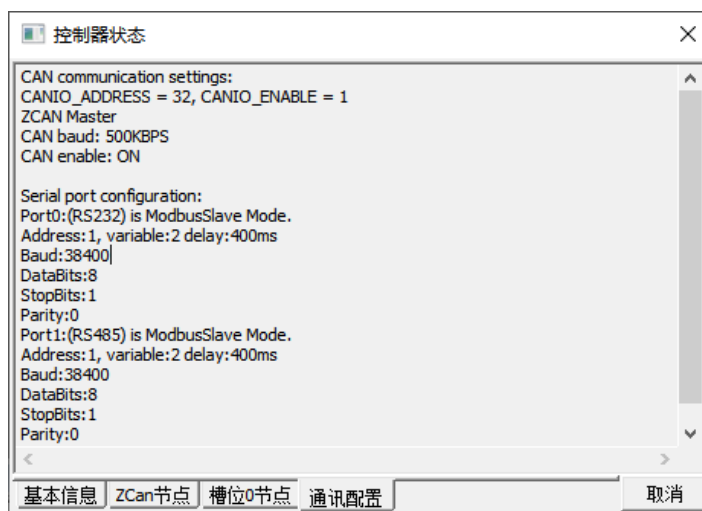 控制器状态
CAN communication settings:
CANIO_ADDRESS = 32, CANIO_ENABLE = 1
ZCAN Master
CAN baud: 500KBPS
CAN enable: ON
Serial port configuration:
Port0:(RS232) is ModbusSlave Mode.
Address:1, variable:2 delay:400ms
Baud:38400
DataBits:8
StopBits:1
Parity:0
Port1:(RS485) is ModbusSlave Mode.
Address:1, variable:2 delay:400ms
Baud:38400
DataBits:8
StopBits:1
Parity:0
基本信息 ZCan节点 槽位0节点 通讯配置 取消